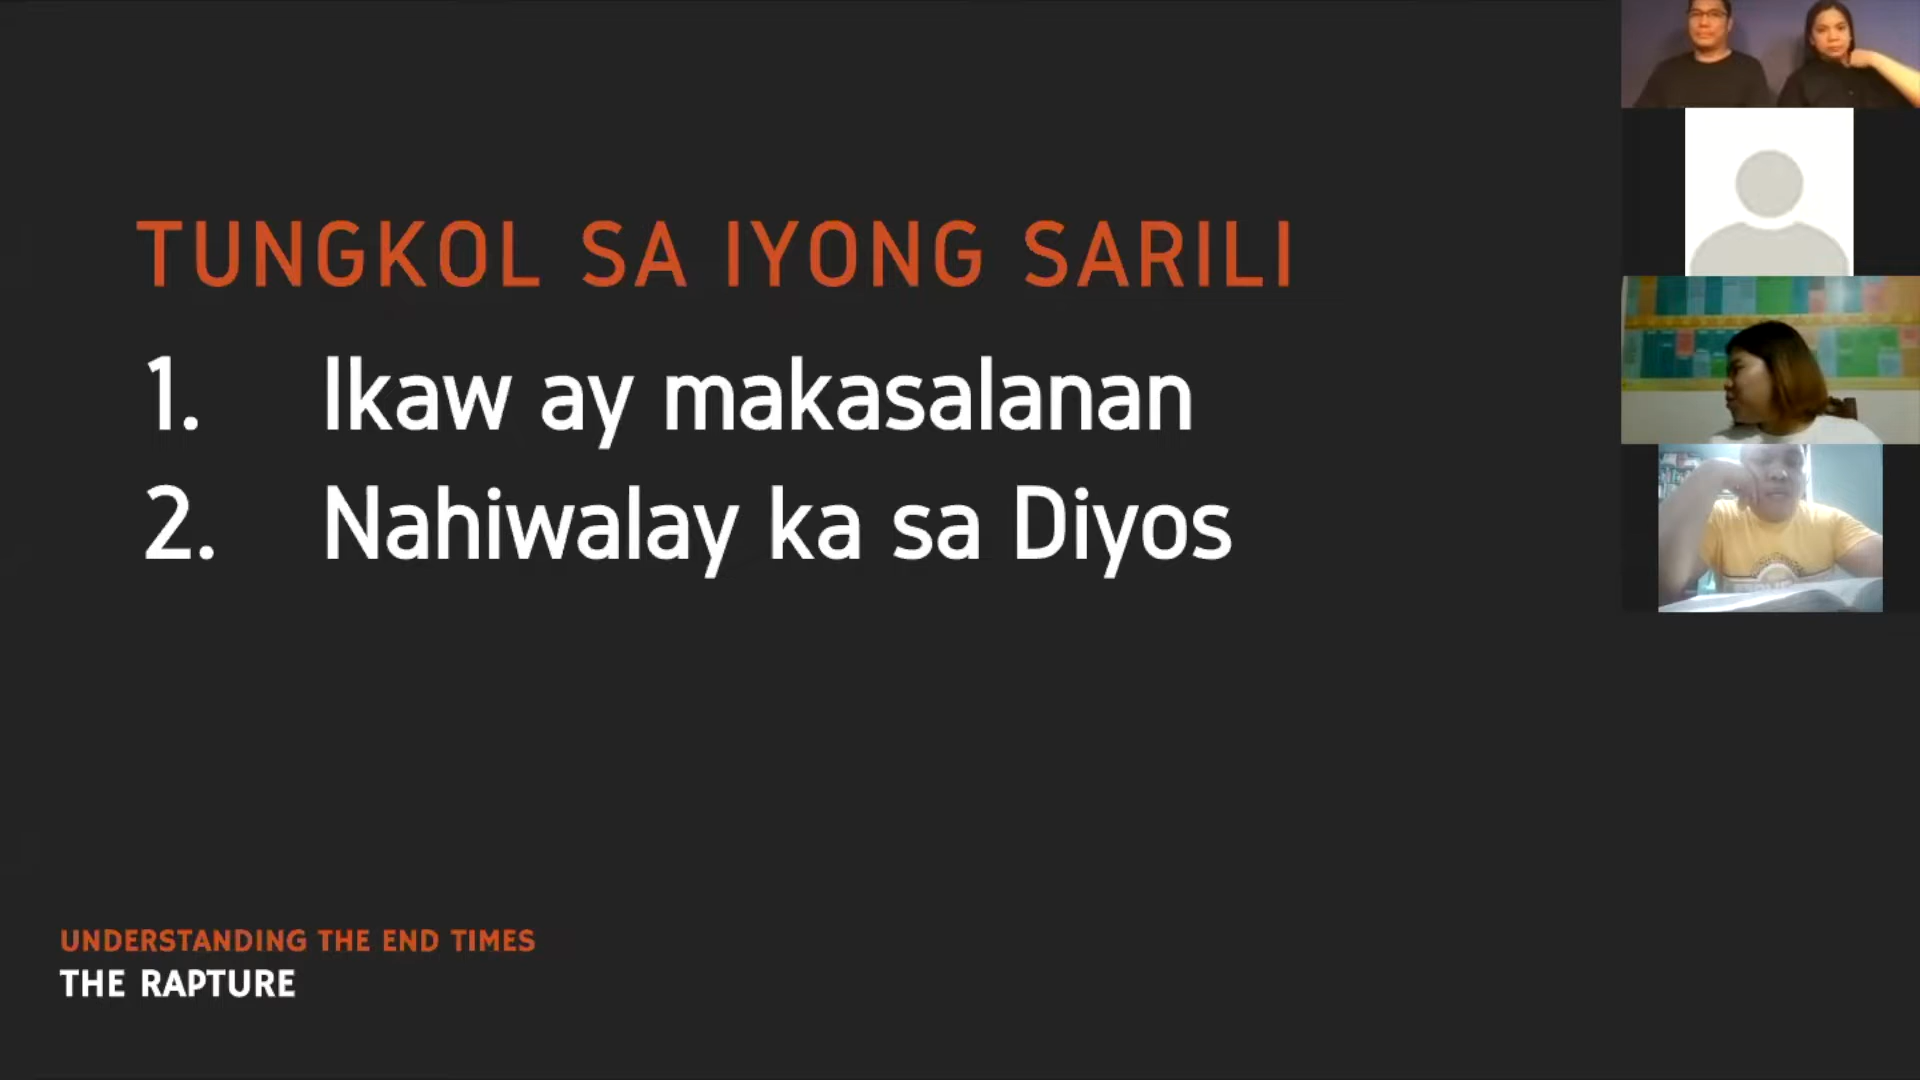 TUNGKOL SA IYONG SARILI
1. Ikaw ay makasalanan
2. Nahiwalay ka sa Diyos
UNDERSTANDING THE END TIMES
THE RAPTURE